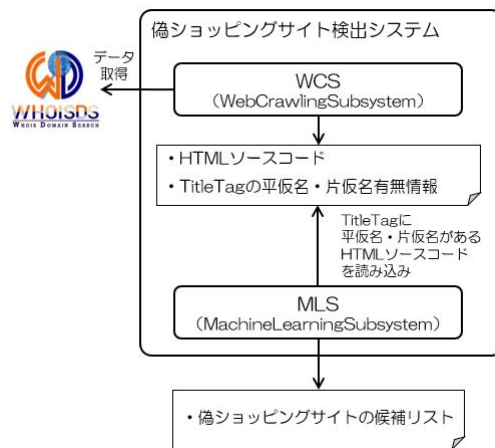 偽ショッピングサイト検出システム
データ
取得
WHOISDS
WHOIS DOMAIN SEARCH
WCS
(WebCrawlingSubsystem)
・HTMLソースコード
・TitleTagの平仮名・片仮名有無情報
TitleTagに
平仮名・片仮名がある
HTMLソースコード
を読み込み
MLS
(MachineLearningSubsystem)
・偽ショッピングサイトの候補リスト